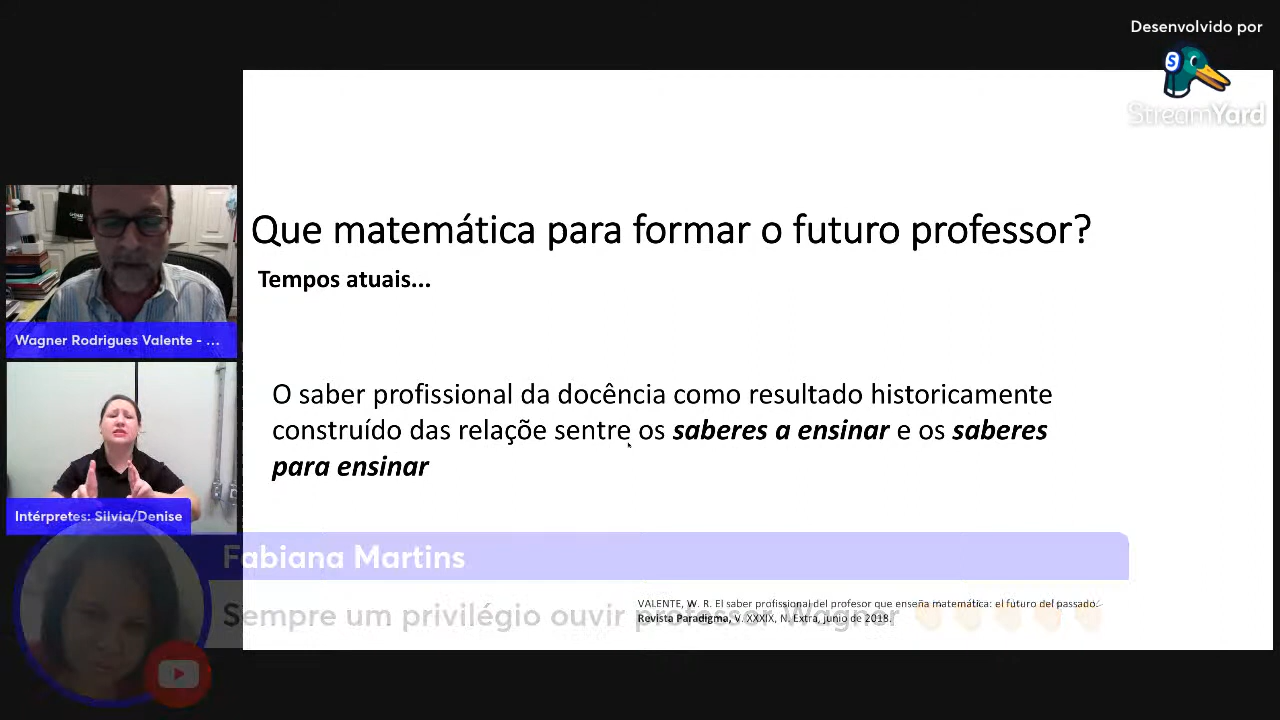 Desenvolvido por
StreamYard
Que matemática para formar o futuro professor?
Tempos atuais...
Wagner Rodrigues Valente - ...
O saber profissional da docência como resultado historicamente
construído das relaçõe sentre os saberes a ensinar e os saberes
para ensinar
Intérpretes: Silvia/Denise
Fabiana Martins
Sempre um privilégio ouvir professor Wagner
VALENTE, W. R. El saber profissional del profesor que enseña matemática: el futuro del passado.
Revista Paradigma, V. XXXIX, N. Extra, junio de 2018.